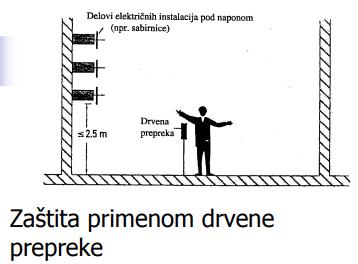 Delovi električnih instalacija pod naponom
(npr. sabirnice)
Drvena
prepreka
≤2.5 m
Zaštita primenom drvene
prepreke